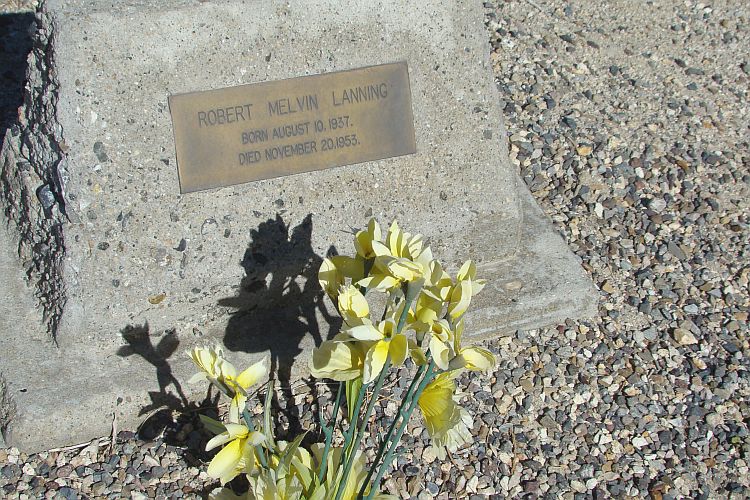 ROBERT MELVIN LANNING
BORN AUGUST 10, 1937.
DIED NOVEMBER 20, 1953.